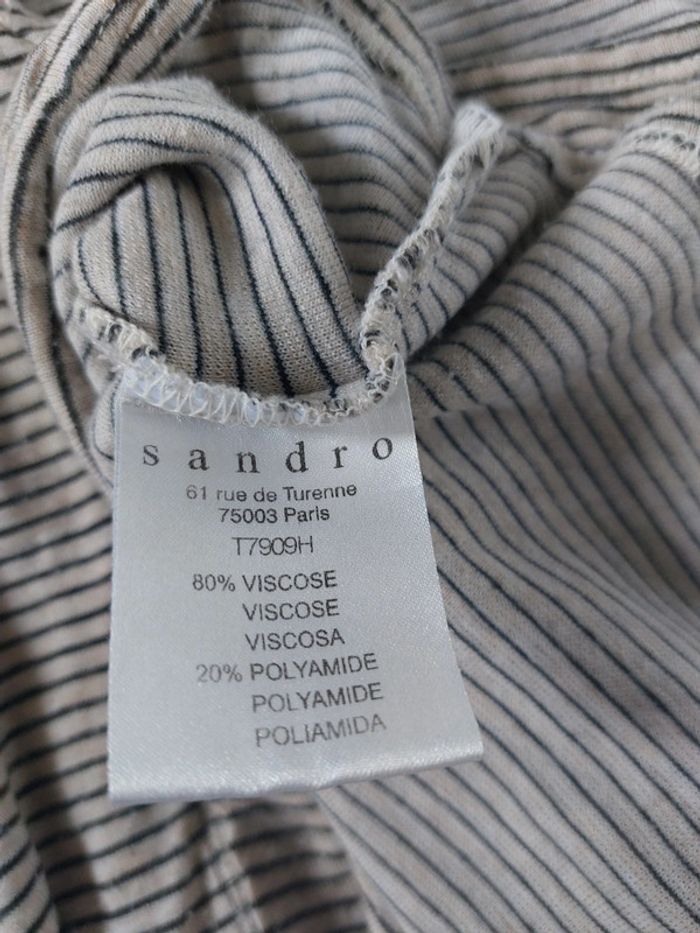 sandro
61 rue de Turenne
75003 Paris
T7909H
80% VISCOSE
VISCOSE
VISCOSA
20% POLYAMIDE
POLYAMIDE
POLIAMIDA